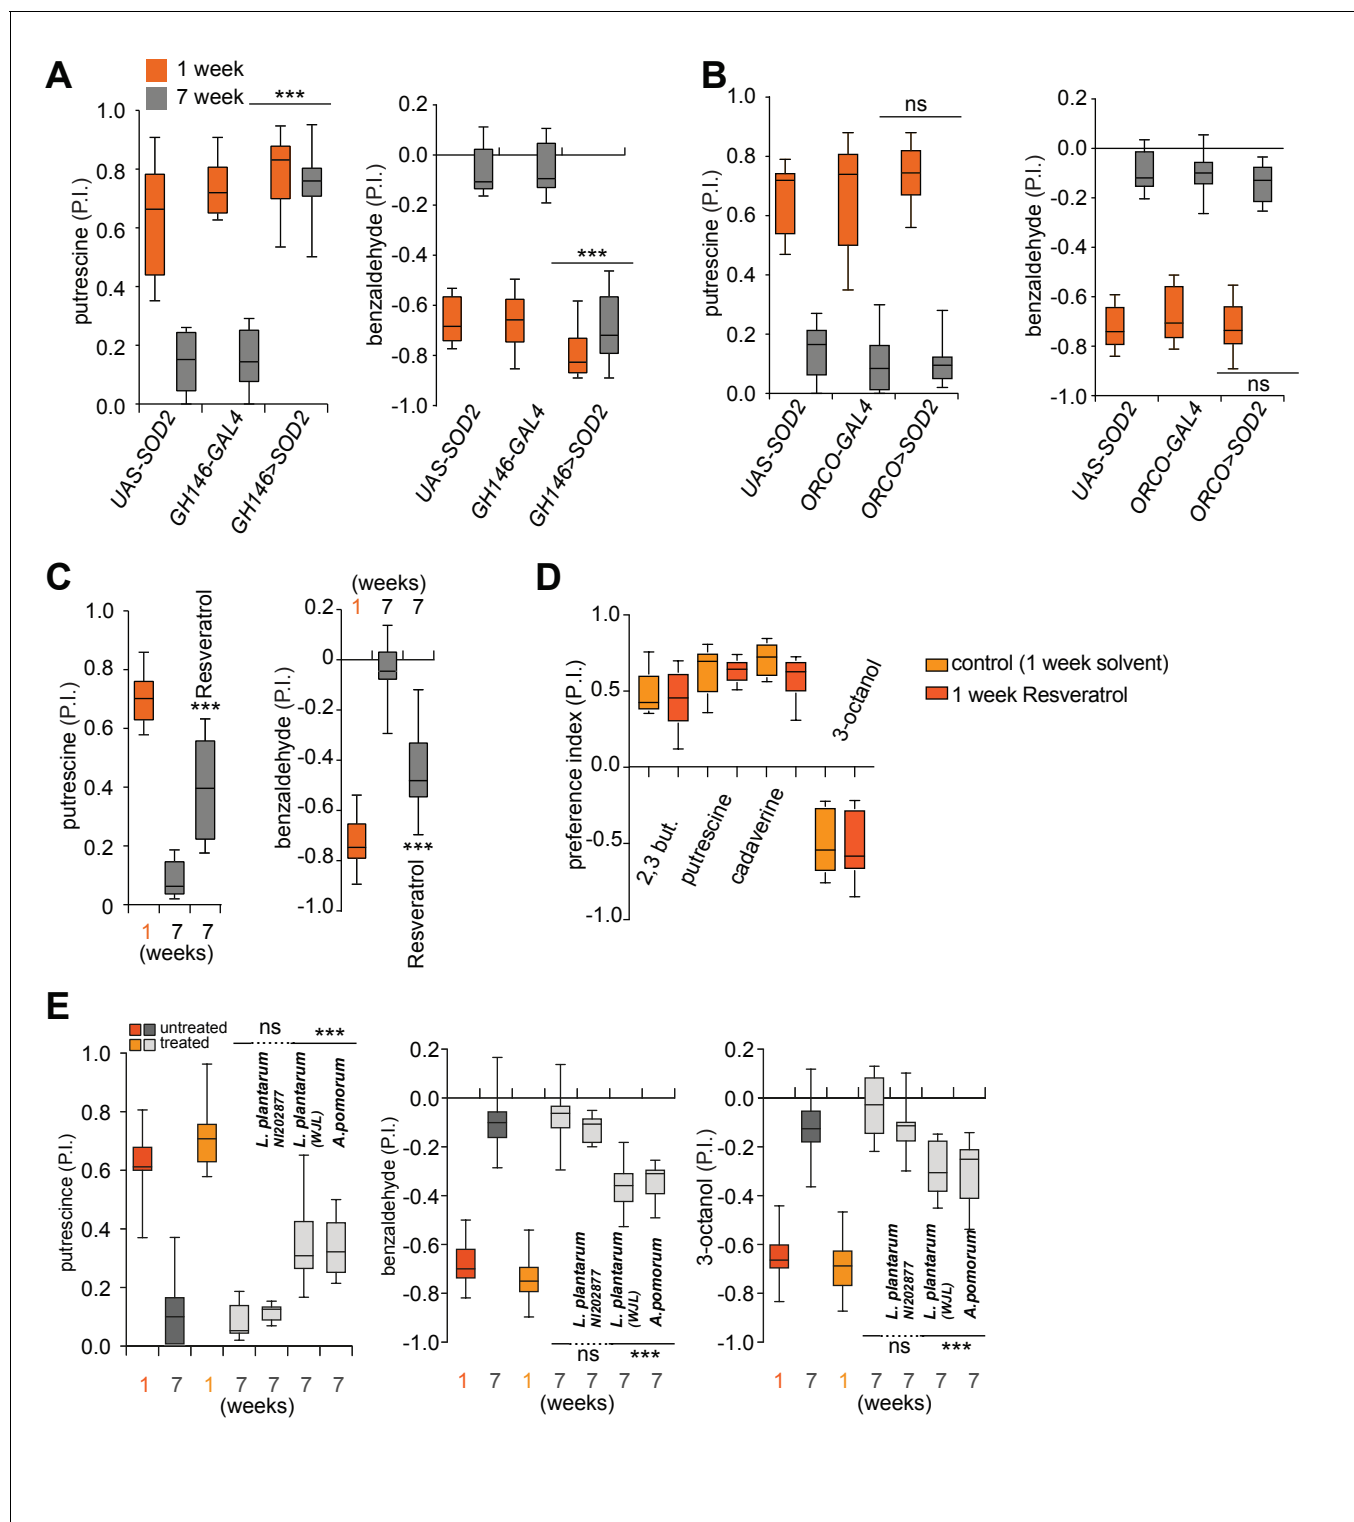 A
1 week
7 week
***
1.0
0.8
0.6
0.4
0.2
0.0
putrescine (P.I.)
UAS-SOD2
GH146-GAL4
GH146>SOD2
0.2
0.0
-0.2
-0.4
-0.6
-0.8
-1.0
benzaldehyde (P.I.)
***
UAS-SOD2
GH146-GAL4
GH146>SOD2
B
ns
1.0
0.8
0.6
0.4
0.2
0.0
putrescine (P.I.)
UAS-SOD2
ORCO-GAL4
ORCO>SOD2
0.2
0.0
-0.2
-0.4
-0.6
-0.8
-1.0
benzaldehyde (P.I.)
ns
UAS-SOD2
ORCO-GAL4
ORCO>SOD2
C
1.0
0.8
0.6
0.4
0.2
0
putrescine (P.I.)
Resveratrol
***
1 7 7
(weeks)
(weeks)
1 7 7
0.2
0
-0.2
-0.4
-0.6
-0.8
-1.0
benzaldehyde (P.I.)
***
Resveratrol
D
1.0
0.5
0.0
-0.5
-1.0
preference index (P.I.)
2,3 but.
putrescine
cadaverine
3-octanol
control (1 week solvent)
1 week Resveratrol
E
untreated
treated
ns
***
1.0
0.8
0.6
0.4
0.2
0.0
putrescince (P.I.)
L. plantarum
NI202877
L. plantarum
(WJL)
A.pomorum
1 7 1 7 7 7 7
(weeks)
0.2
0.0
-0.2
-0.4
-0.6
-0.8
-1.0
benzaldehyde (P.I.)
L. plantarum
NI202877
L. plantarum
(WJL)
A.pomorum
ns
***
1 7 1 7 7 7 7
(weeks)
0.2
0.0
-0.2
-0.4
-0.6
-0.8
-1.0
3-octanol (P.I.)
L. plantarum
NI202877
L. plantarum
(WJL)
A.pomorum
ns
***
1 7 1 7 7 7 7
(weeks)